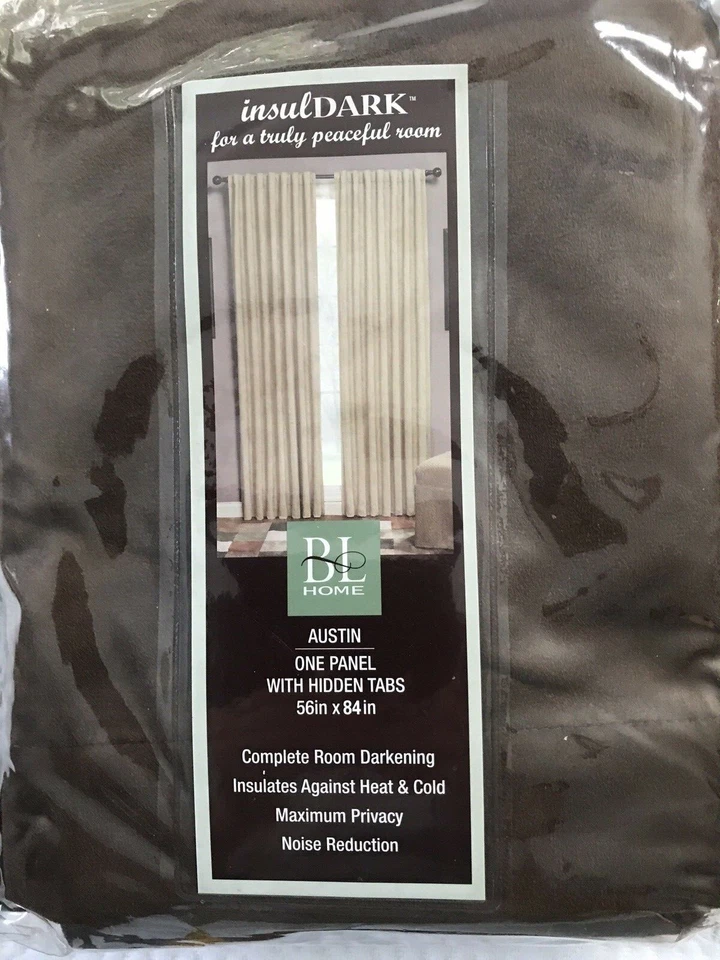 insulDARK™
for a truly peaceful room
BL
HOME
AUSTIN
ONE PANEL
WITH HIDDEN TABS
56in x 84in
Complete Room Darkening
Insulates Against Heat & Cold
Maximum Privacy
Noise Reduction